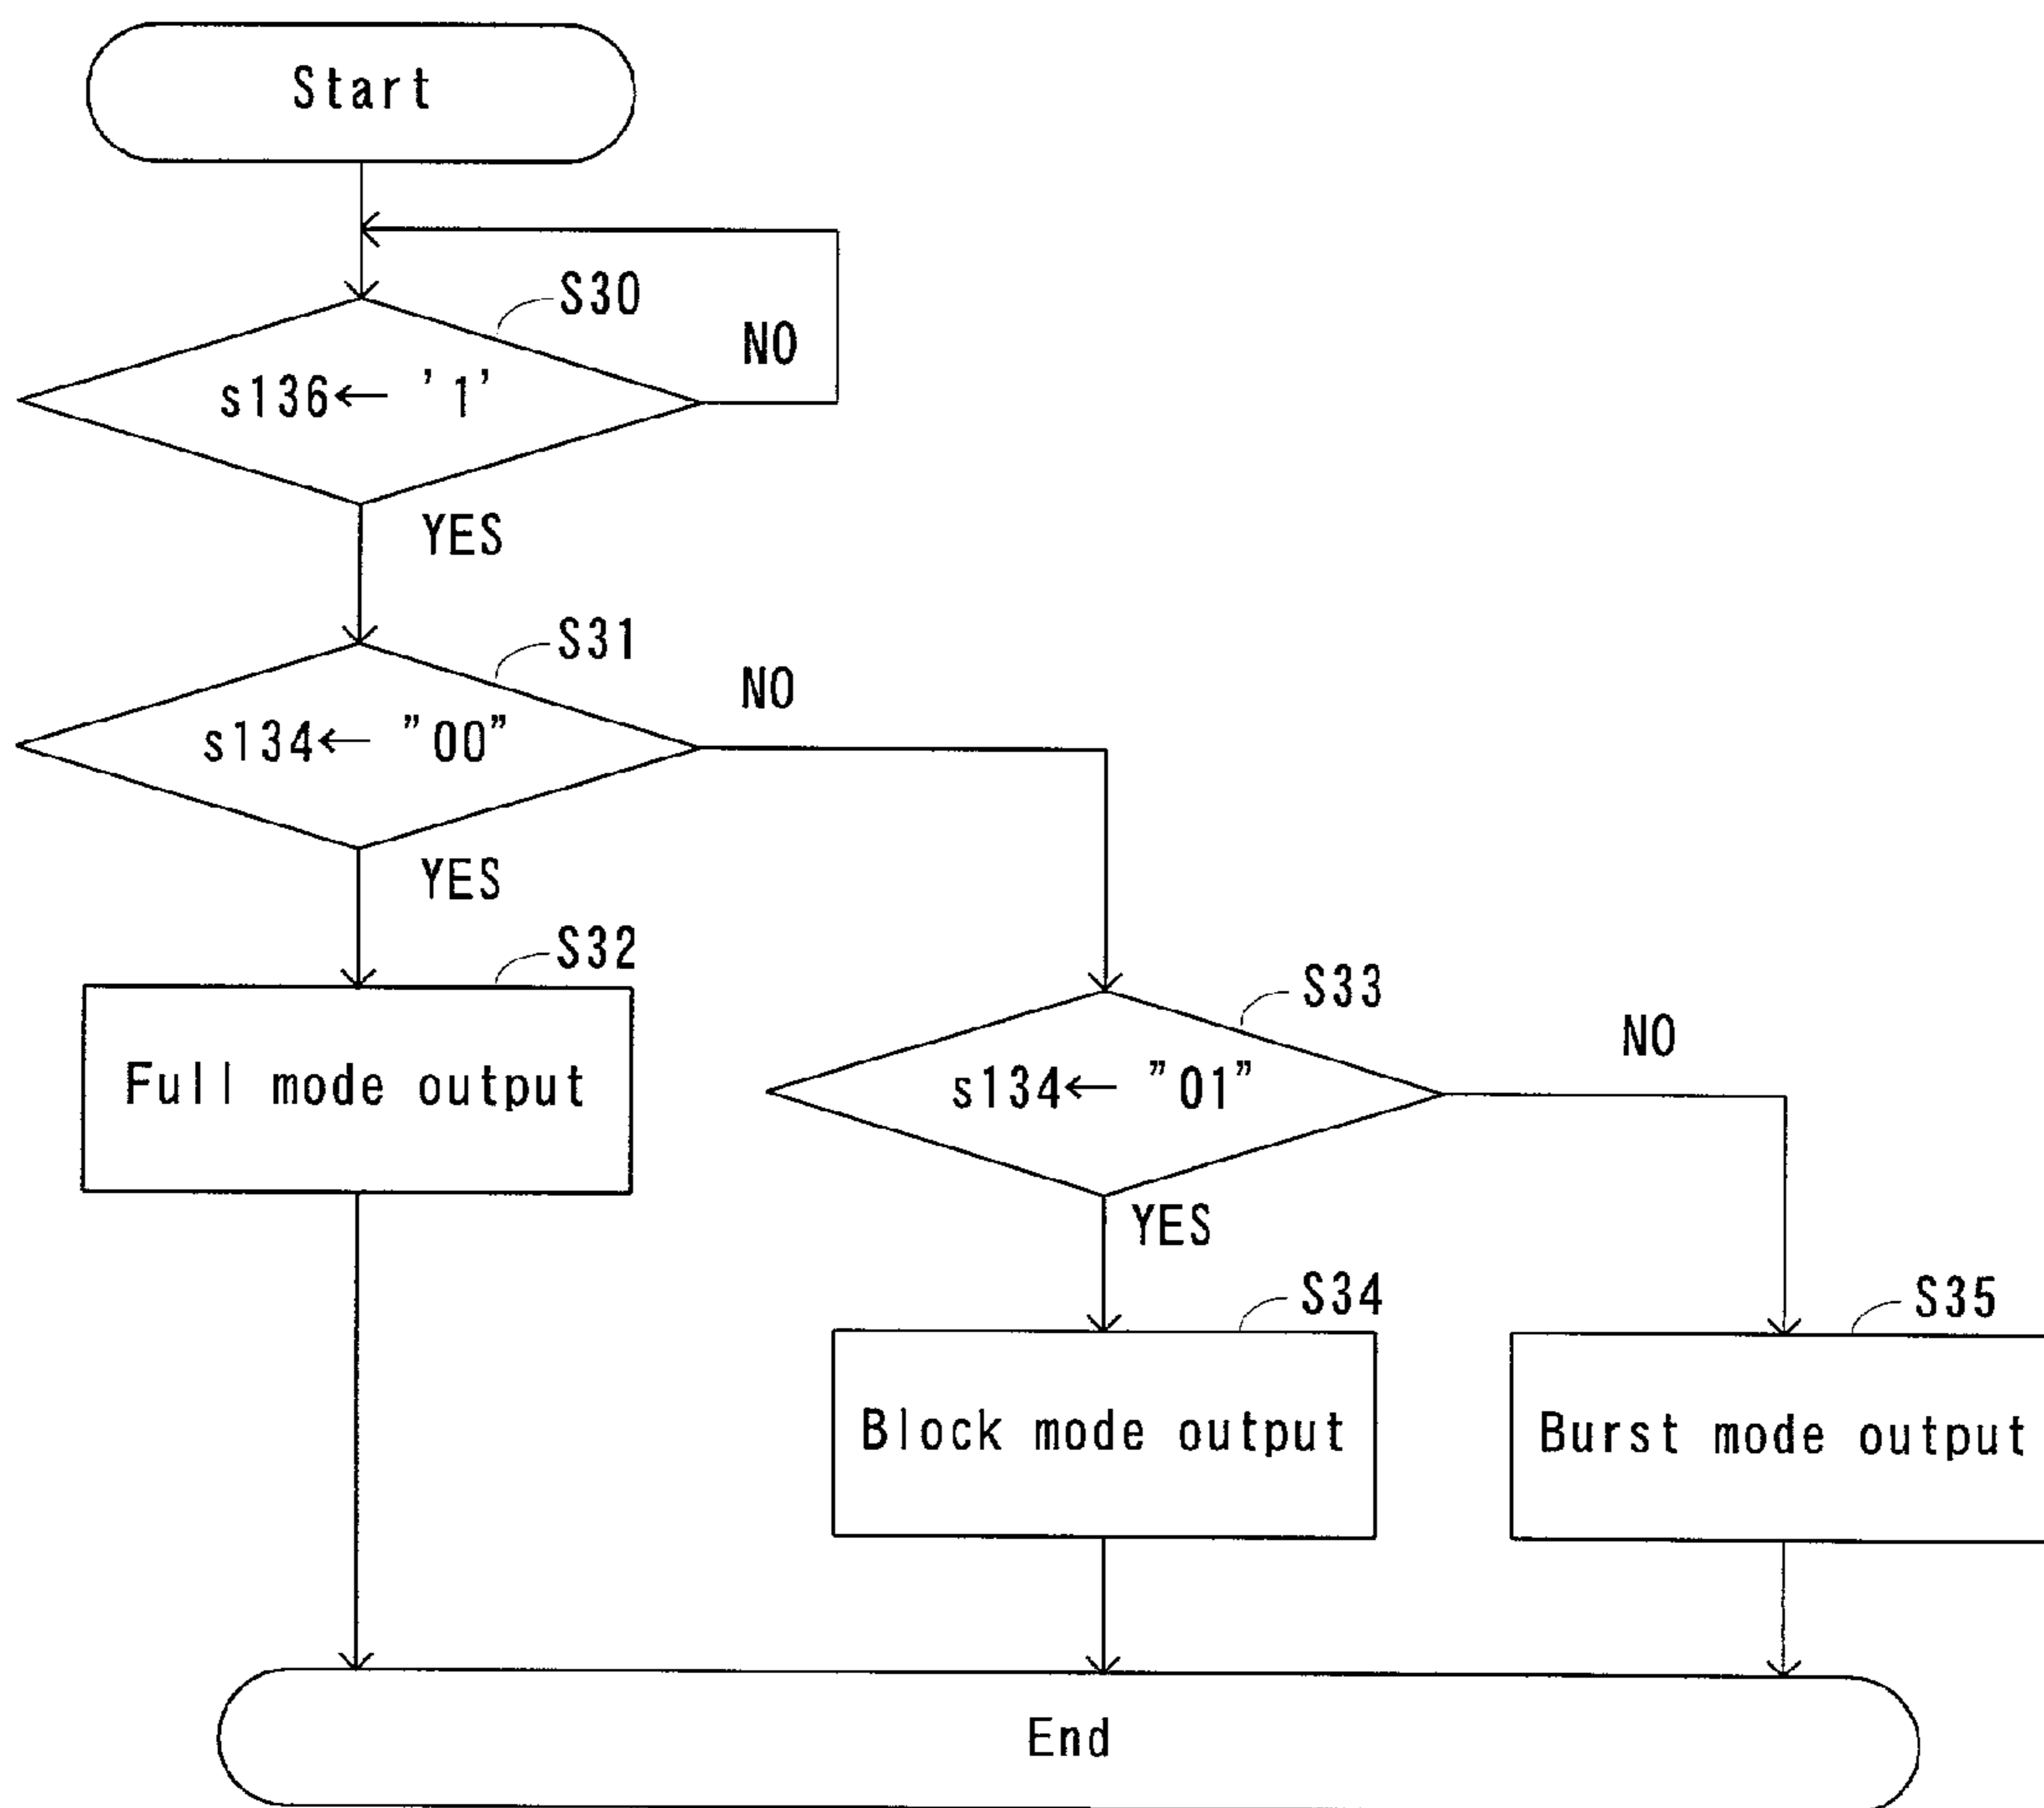 Start
S30
NO
s136← '1'
YES
S31
NO
s134← "00"
YES
S32
Full mode output
S33
NO
s134← "01"
YES
S34
Block mode output
S35
Burst mode output
End